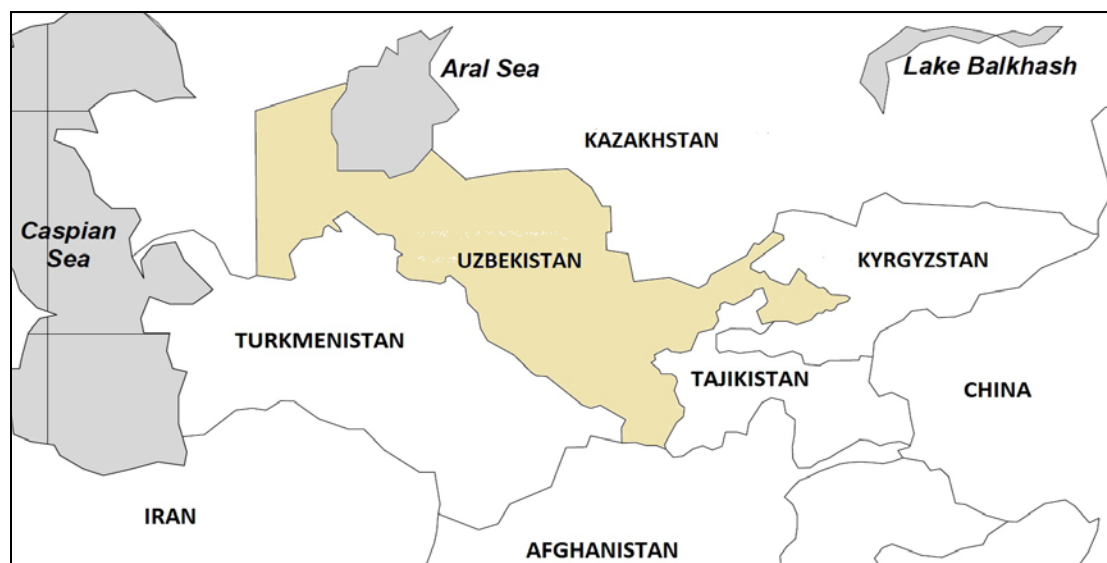 Aral Sea
Lake Balkhash
KAZAKHSTAN
Caspian
Sea
UZBEKISTAN
KYRGYZSTAN
TURKMENISTAN
TAJIKISTAN
CHINA
IRAN
AFGHANISTAN